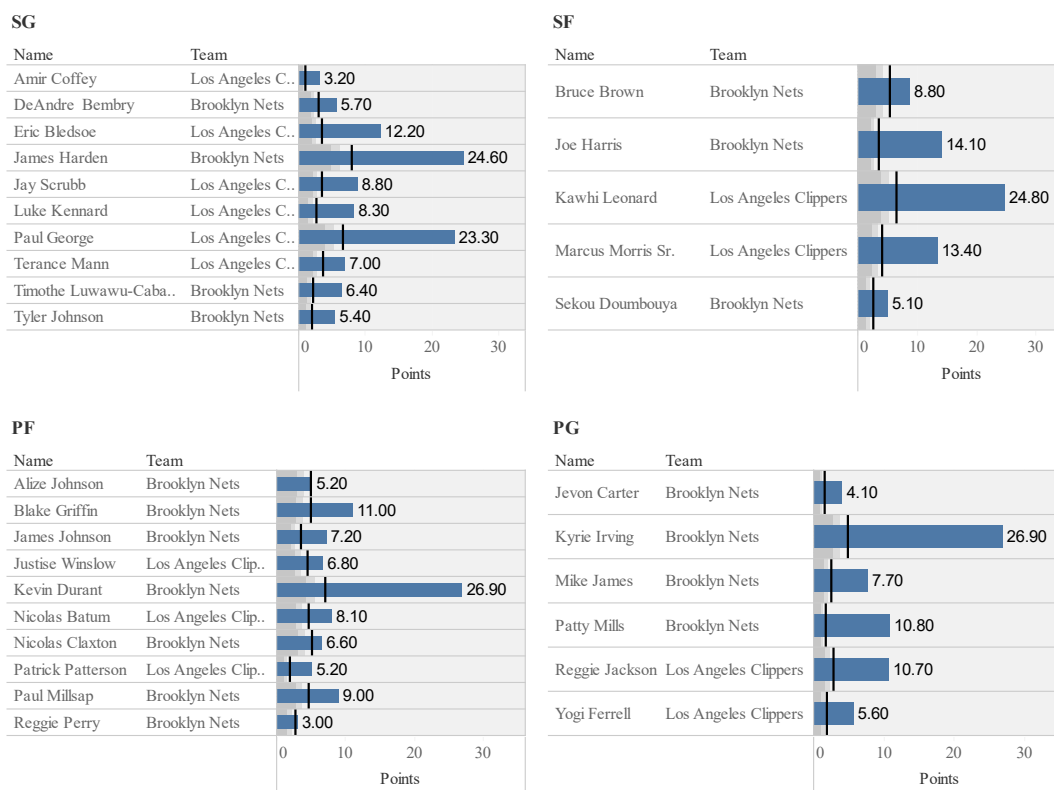 SG
Name Team
Amir Coffey Los Angeles C.. 3.20
DeAndre  Bembry Brooklyn Nets 5.70
Eric Bledsoe Los Angeles C.. 12.20
James Harden Brooklyn Nets 24.60
Jay Scrubb Los Angeles C.. 8.80
Luke Kennard Los Angeles C.. 8.30
Paul George Los Angeles C.. 23.30
Terance Mann Los Angeles C.. 7.00
Timothe Luwawu-Caba.. Brooklyn Nets 6.40
Tyler Johnson Brooklyn Nets 5.40
0 10 20 30
Points
SF
Name Team
Bruce Brown Brooklyn Nets 8.80
Joe Harris Brooklyn Nets 14.10
Kawhi Leonard Los Angeles Clippers 24.80
Marcus Morris Sr. Los Angeles Clippers 13.40
Sekou Doumbouya Brooklyn Nets 5.10
0 10 20 30
Points
PF
Name Team
Alize Johnson Brooklyn Nets 5.20
Blake Griffin Brooklyn Nets 11.00
James Johnson Brooklyn Nets 7.20
Justise Winslow Los Angeles Clip.. 6.80
Kevin Durant Brooklyn Nets 26.90
Nicolas Batum Los Angeles Clip.. 8.10
Nicolas Claxton Brooklyn Nets 6.60
Patrick Patterson Los Angeles Clip.. 5.20
Paul Millsap Brooklyn Nets 9.00
Reggie Perry Brooklyn Nets 3.00
0 10 20 30
Points
PG
Name Team
Jevon Carter Brooklyn Nets 4.10
Kyrie Irving Brooklyn Nets 26.90
Mike James Brooklyn Nets 7.70
Patty Mills Brooklyn Nets 10.80
Reggie Jackson Los Angeles Clippers 10.70
Yogi Ferrell Los Angeles Clippers 5.60
0 10 20 30
Points